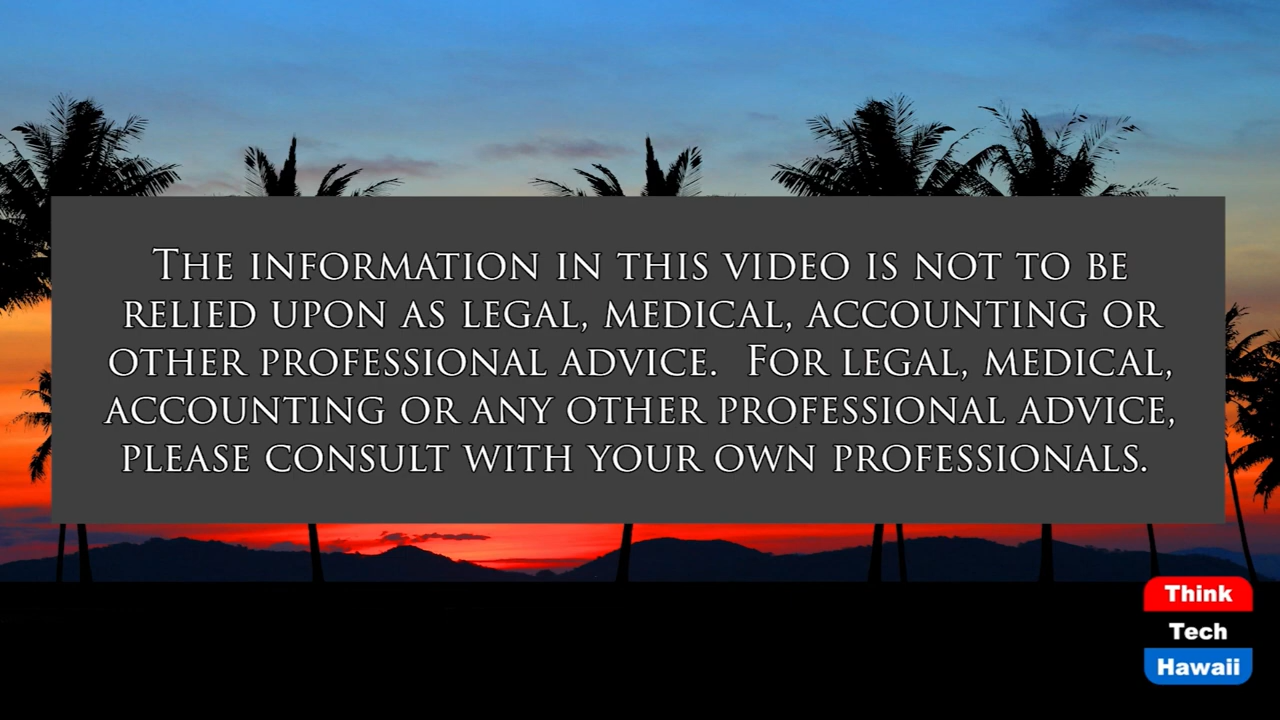 The information in this video is not to be
relied upon as legal, medical, accounting or
other professional advice.  For legal, medical,
accounting or any other professional advice,
please consult with your own professionals.
Think
Tech
Hawaii